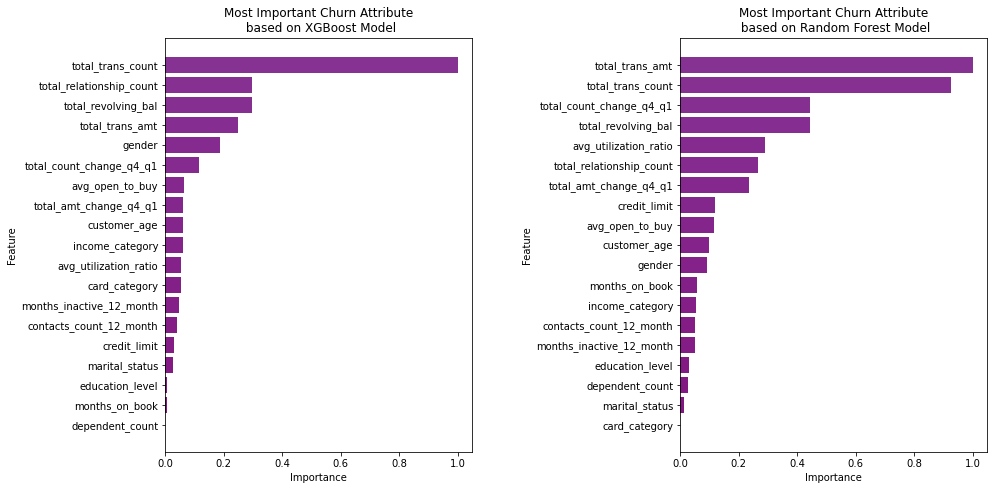 Most Important Churn Attribute
based on XGBoost Model
Feature
total_trans_count
total_relationship_count
total_revolving_bal
total_trans_amt
gender
total_count_change_q4_q1
avg_open_to_buy
total_amt_change_q4_q1
customer_age
income_category
avg_utilization_ratio
card_category
months_inactive_12_month
contacts_count_12_month
credit_limit
marital_status
education_level
months_on_book
dependent_count
0.0 0.2 0.4 0.6 0.8 1.0
Importance
Most Important Churn Attribute
based on Random Forest Model
Feature
total_trans_amt
total_trans_count
total_count_change_q4_q1
total_revolving_bal
avg_utilization_ratio
total_relationship_count
total_amt_change_q4_q1
credit_limit
avg_open_to_buy
customer_age
gender
months_on_book
income_category
contacts_count_12_month
months_inactive_12_month
education_level
dependent_count
marital_status
card_category
0.0 0.2 0.4 0.6 0.8 1.0
Importance